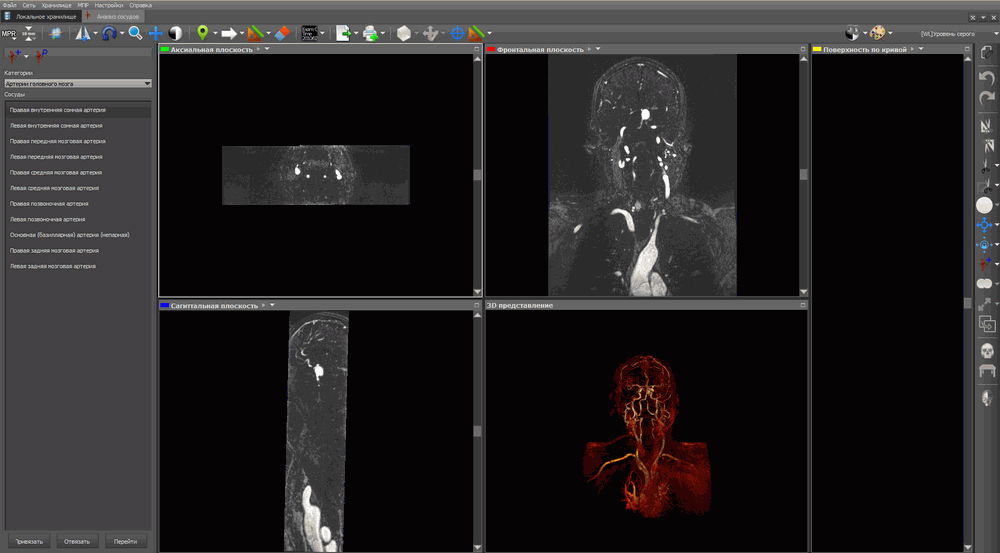 Файл Сеть Хранилище МПР Настройки Справка
Локальное хранилище Анализ сосудов
MPR
[WL]Уровень серого
Категории
Артерии головного мозга
Сосуды
Правая внутренняя сонная артерия
Левая внутренняя сонная артерия
Правая передняя мозговая артерия
Левая передняя мозговая артерия
Правая средняя мозговая артерия
Левая средняя мозговая артерия
Правая позвоночная артерия
Левая позвоночная артерия
Основная (базиллярная) артерия (непарная)
Правая задняя мозговая артерия
Левая задняя мозговая артерия
Привязать Отвязать Перейти
Аксиальная плоскость
Фронтальная плоскость
Поверхность по кривой
Сагиттальная плоскость
3D представление